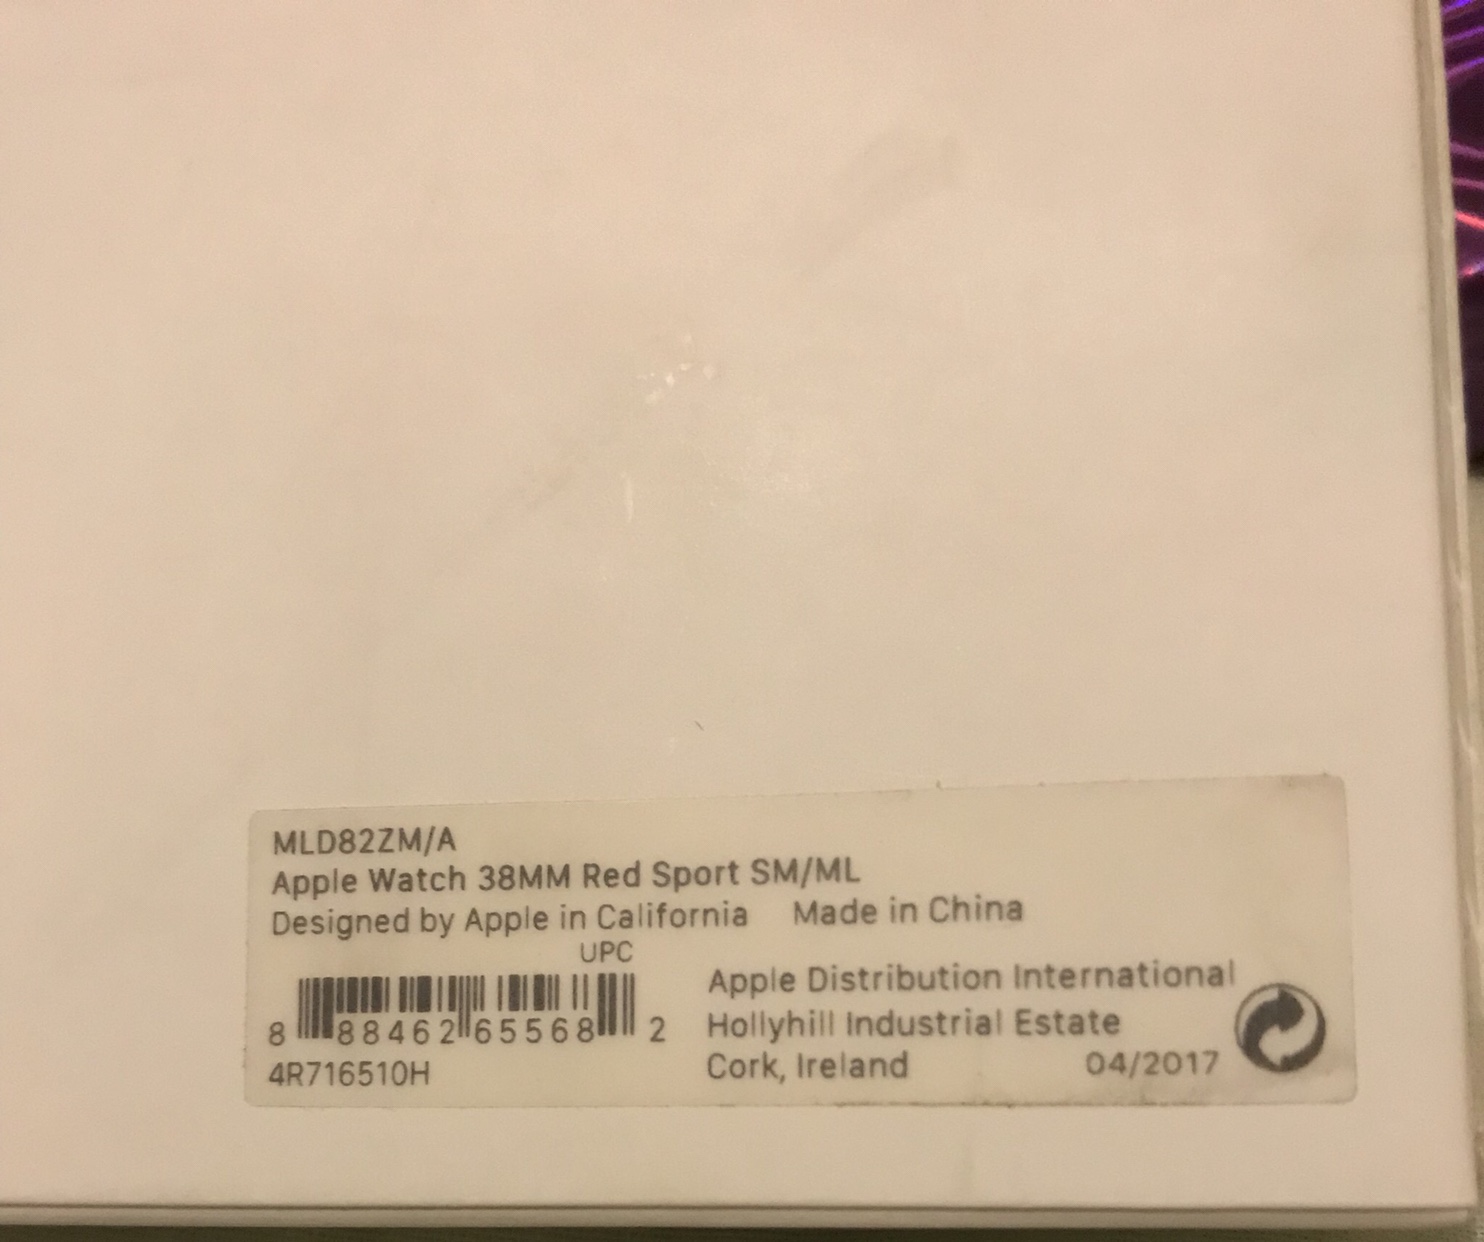 MLD82ZM/A
Apple Watch 38MM Red Sport SM/ML
Designed by Apple in California Made in China
UPC
8 88462 65568 2
4R716510H
Apple Distribution International
Hollyhill Industrial Estate
Cork, Ireland 04/2017